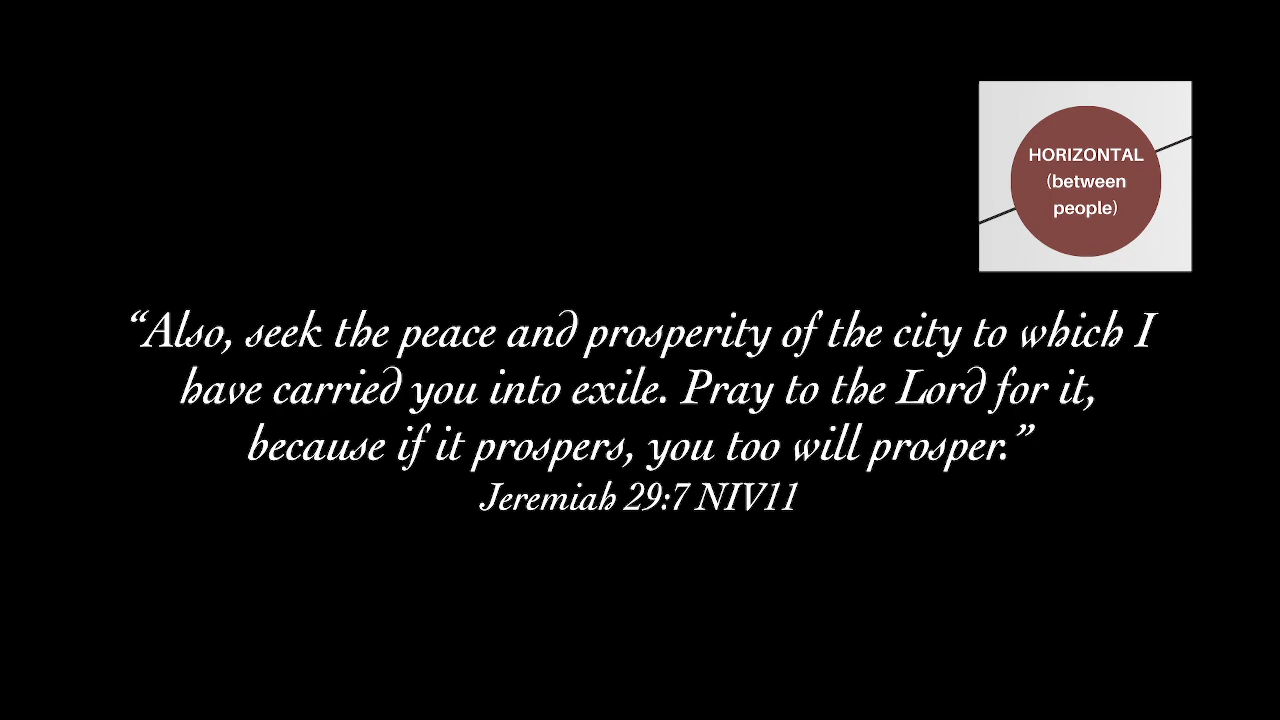 HORIZONTAL
(between
people)
“Also, seek the peace and prosperity of the city to which I
have carried you into exile. Pray to the Lord for it,
because if it prospers, you too will prosper.”
Jeremiah 29:7 NIV11